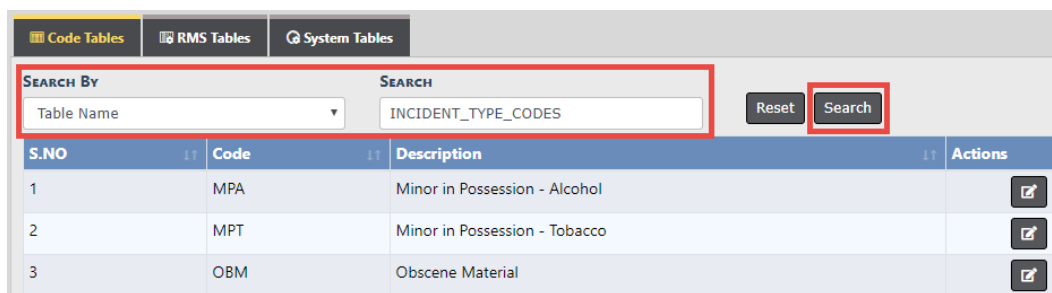 Code Tables RMS Tables System Tables
SEARCH BY SEARCH
Table Name INCIDENT_TYPE_CODES Reset Search
S.NO Code Description Actions
1 MPA Minor in Possession - Alcohol
2 MPT Minor in Possession - Tobacco
3 OBM Obscene Material